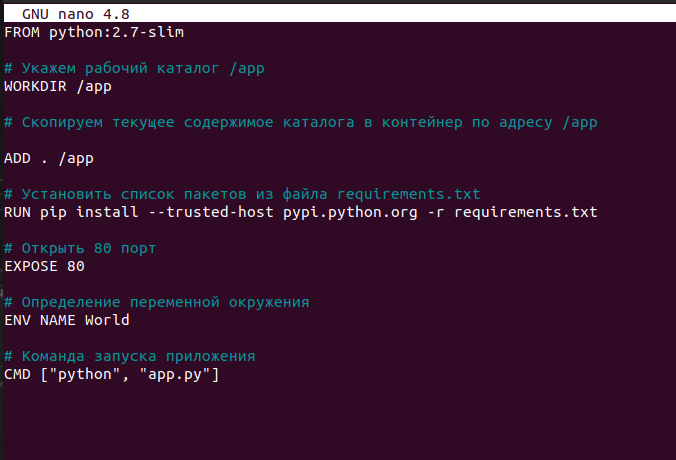 GNU nano 4.8
FROM python:2.7-slim
# Укажем рабочий каталог /app
WORKDIR /app
# Скопируем текущее содержимое каталога в контейнер по адресу /app
ADD . /app
# Установить список пакетов из файла requirements.txt
RUN pip install --trusted-host pypi.python.org -r requirements.txt
# Открыть 80 порт
EXPOSE 80
# Определение переменной окружения
ENV NAME World
# Команда запуска приложения
CMD ["python", "app.py"]